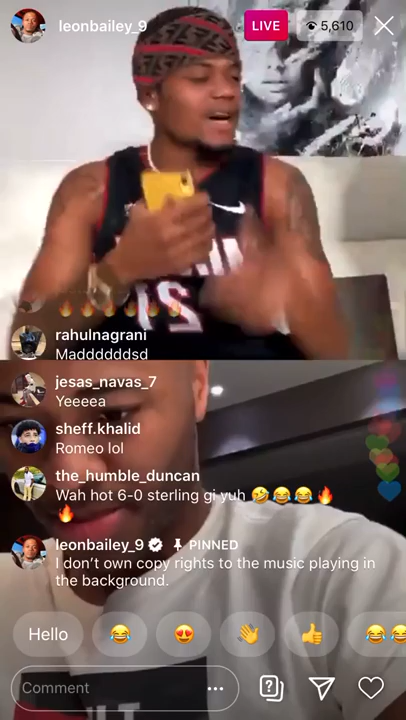 leonbailey_9
LIVE
5,610
🔥🔥🔥🔥🔥🔥
rahulnagrani
Maddddddsd
jesas_navas_7
Yeeeea
sheff.khalid
Romeo lol
the_humble_duncan
Wah hot 6-0 sterling gi yuh 🤣😂😂🔥
🔥
leonbailey_9 PINNED
I don't own copy rights to the music playing in
the background.
Hello 😂 😍 👋 👍 😂😂
Comment